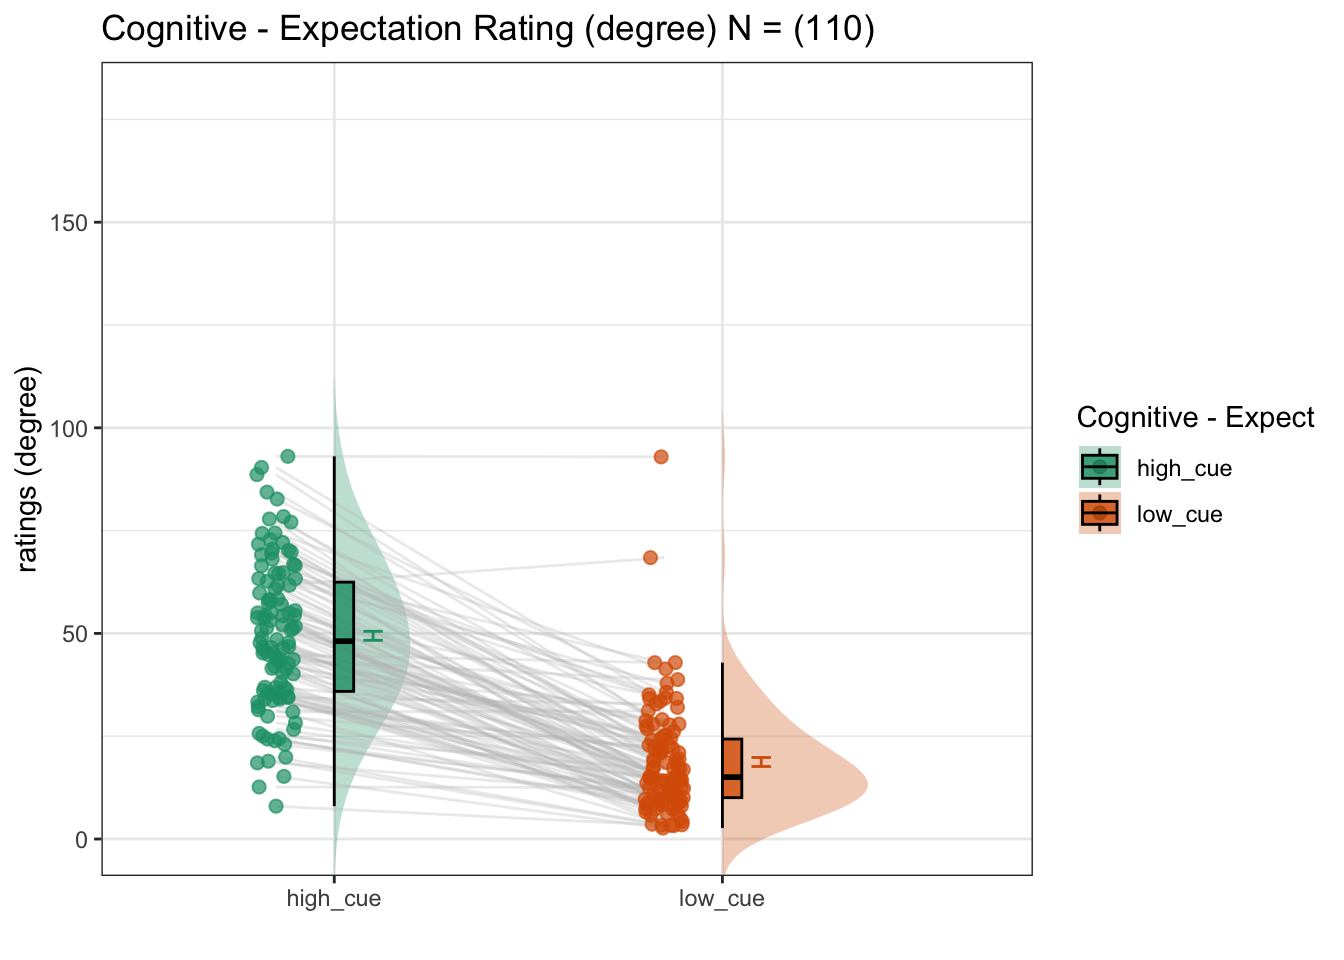 Cognitive - Expectation Rating (degree) N = (110)
ratings (degree)
150
100
50
0
high_cue
low_cue
Cognitive - Expect
high_cue
low_cue